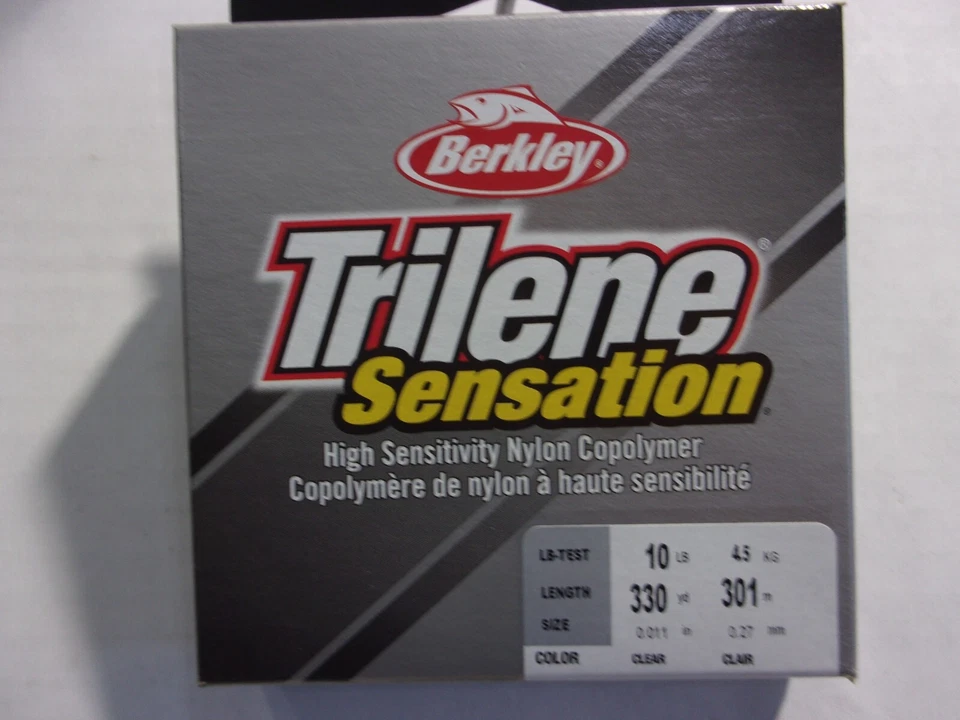 Berkley®
Trilene®
Sensation®
High Sensitivity Nylon Copolymer
Copolymère de nylon à haute sensibilité
LB-TEST 10 LB 4.5 KG
LENGTH 330 yd 301 m
SIZE 0.011 in 0.27 mm
COLOR CLEAR CLAIR